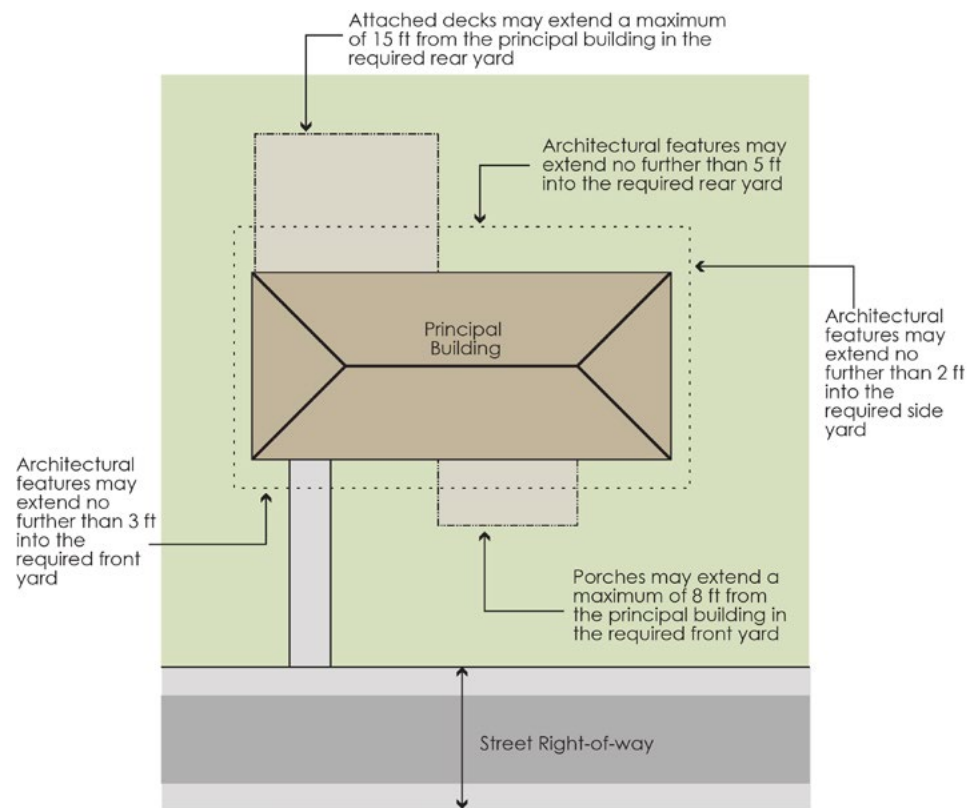 Attached decks may extend a maximum
of 15 ft from the principal building in the
required rear yard
Architectural features may
extend no further than 5 ft
into the required rear yard
Principal
Building
Architectural
features may
extend no
further than 2 ft
into the
required side
yard
Architectural
features may
extend no
further than 3 ft
into the
required front
yard
Porches may extend a
maximum of 8 ft from
the principal building in
the required front yard
Street Right-of-way